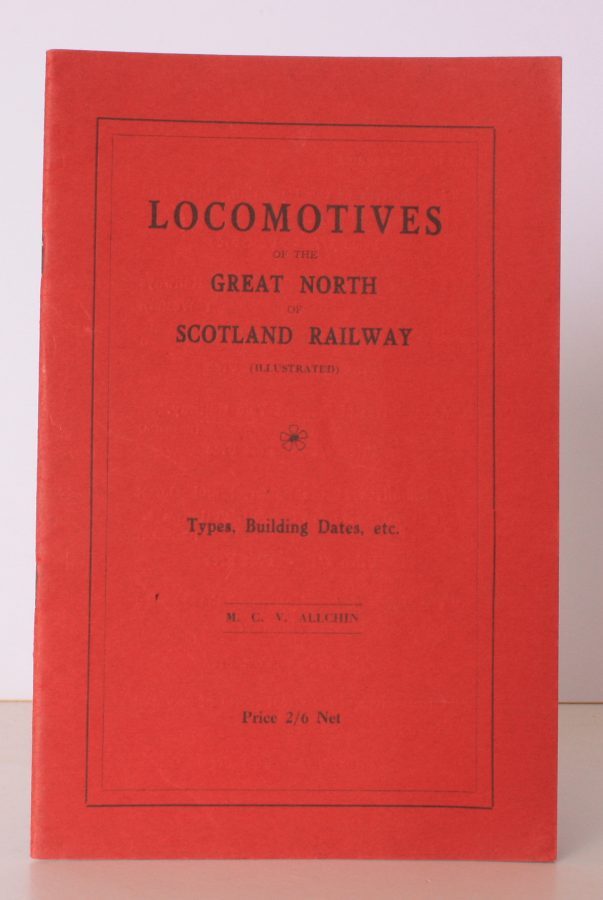 LOCOMOTIVES
OF THE
GREAT NORTH
OF
SCOTLAND RAILWAY
(ILLUSTRATED)
Types, Building Dates, etc.
M. C. V. ALLCHIN
Price 2/6 Net